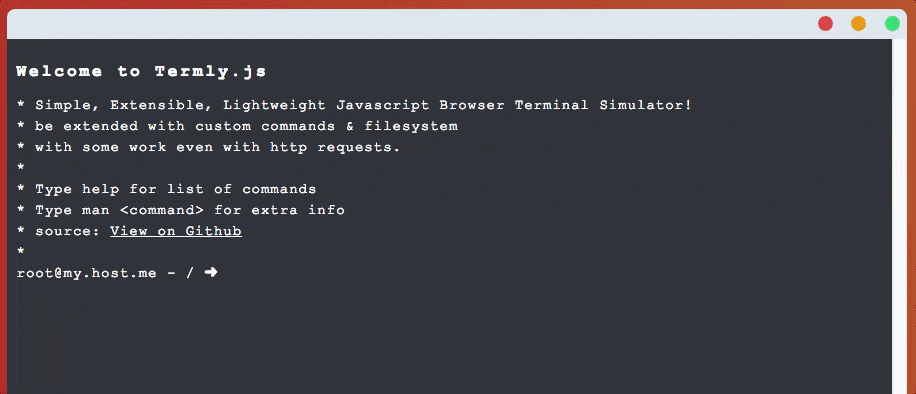 Welcome to Termly.js
* Simple, Extensible, Lightweight Javascript Browser Terminal Simulator!
* be extended with custom commands & filesystem
* with some work even with http requests.
*
* Type help for list of commands
* Type man <command> for extra info
* source: View on Github
*
root@my.host.me - / ➜